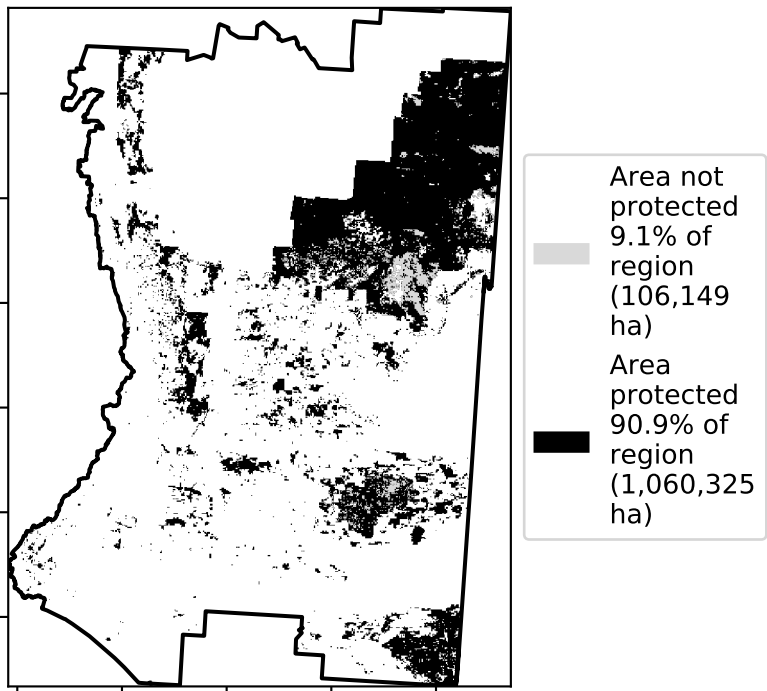 Area not
protected
9.1% of
region
(106,149
ha)
Area
protected
90.9% of
region
(1,060,325
ha)